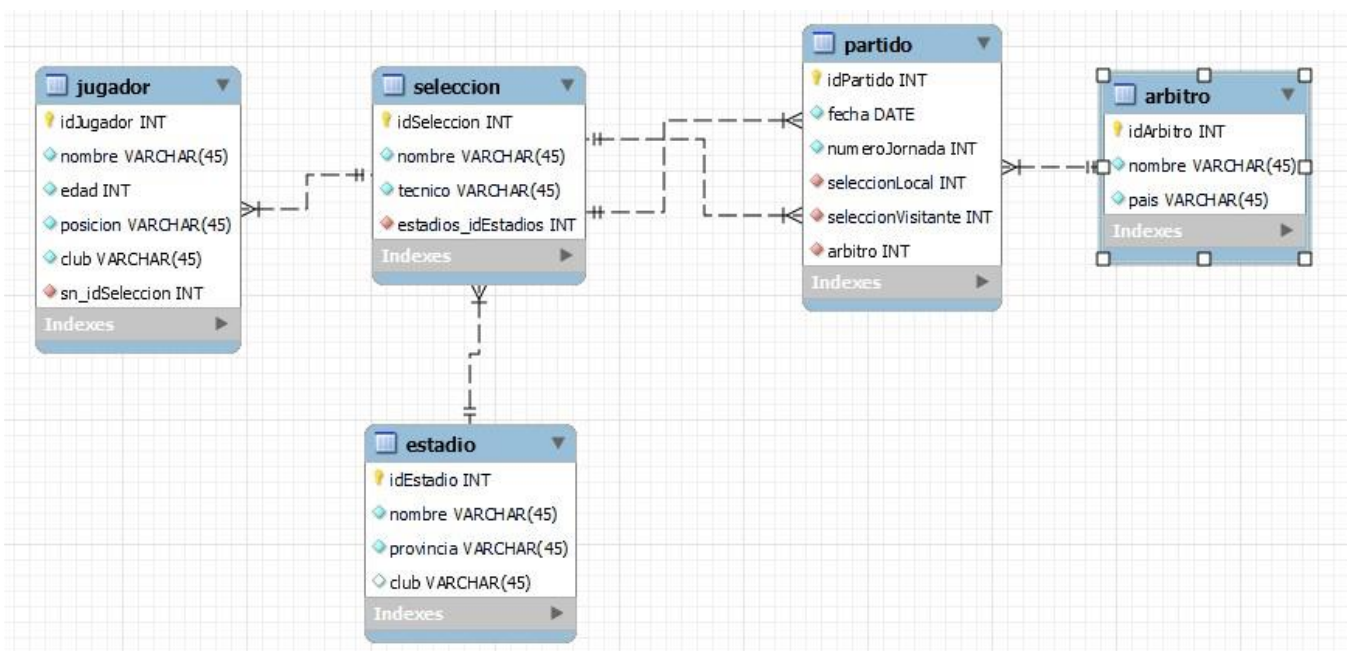 jugador
idJugador INT
nombre VARCHAR(45)
edad INT
posicion VARCHAR(45)
club VARCHAR(45)
sn_idSeleccion INT
Indexes
seleccion
idSeleccion INT
nombre VARCHAR(45)
tecnico VARCHAR(45)
estadios_idEstadios INT
Indexes
partido
idPartido INT
fecha DATE
numeroJornada INT
seleccionLocal INT
seleccionVisitante INT
arbitro INT
Indexes
arbitro
idArbitro INT
nombre VARCHAR(45)
pais VARCHAR(45)
Indexes
estadio
idEstadio INT
nombre VARCHAR(45)
provincia VARCHAR(45)
club VARCHAR(45)
Indexes